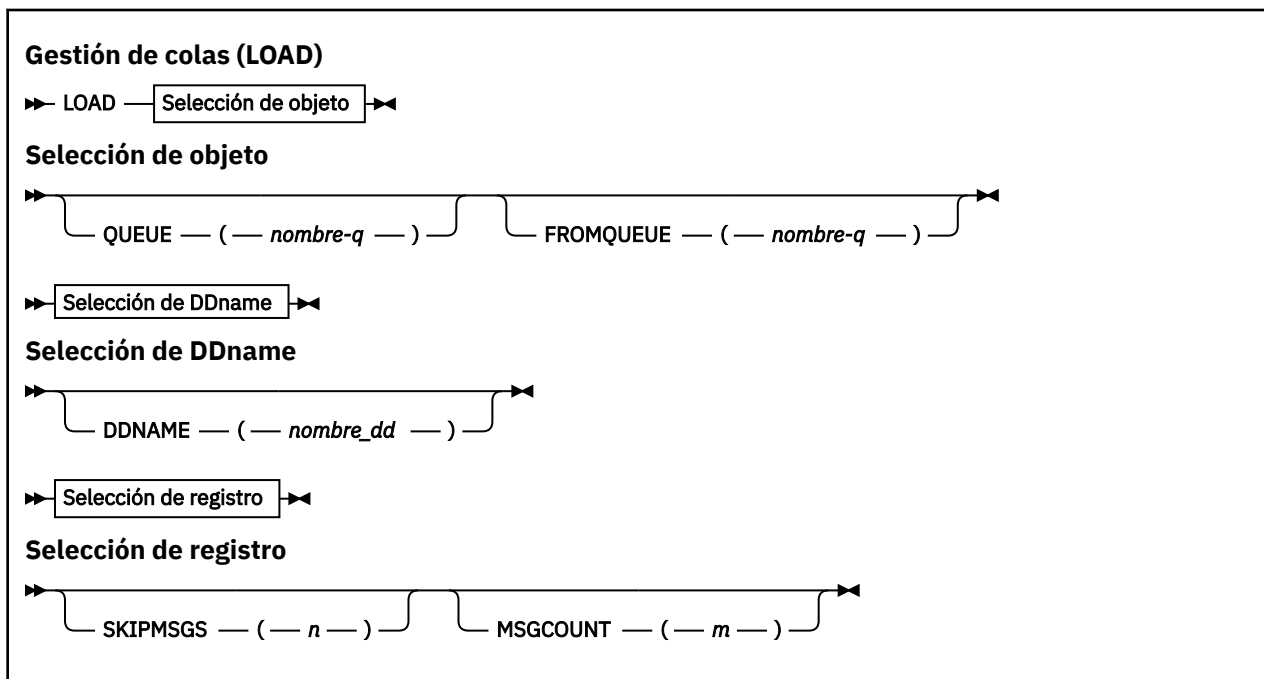 Gestión de colas (LOAD)
LOAD Selección de objeto
Selección de objeto
QUEUE ( nombre-q ) FROMQUEUE ( nombre-q )
Selección de DDname
Selección de DDname
DDNAME ( nombre_dd )
Selección de registro
Selección de registro
SKIPMSGS ( n ) MSGCOUNT ( m )